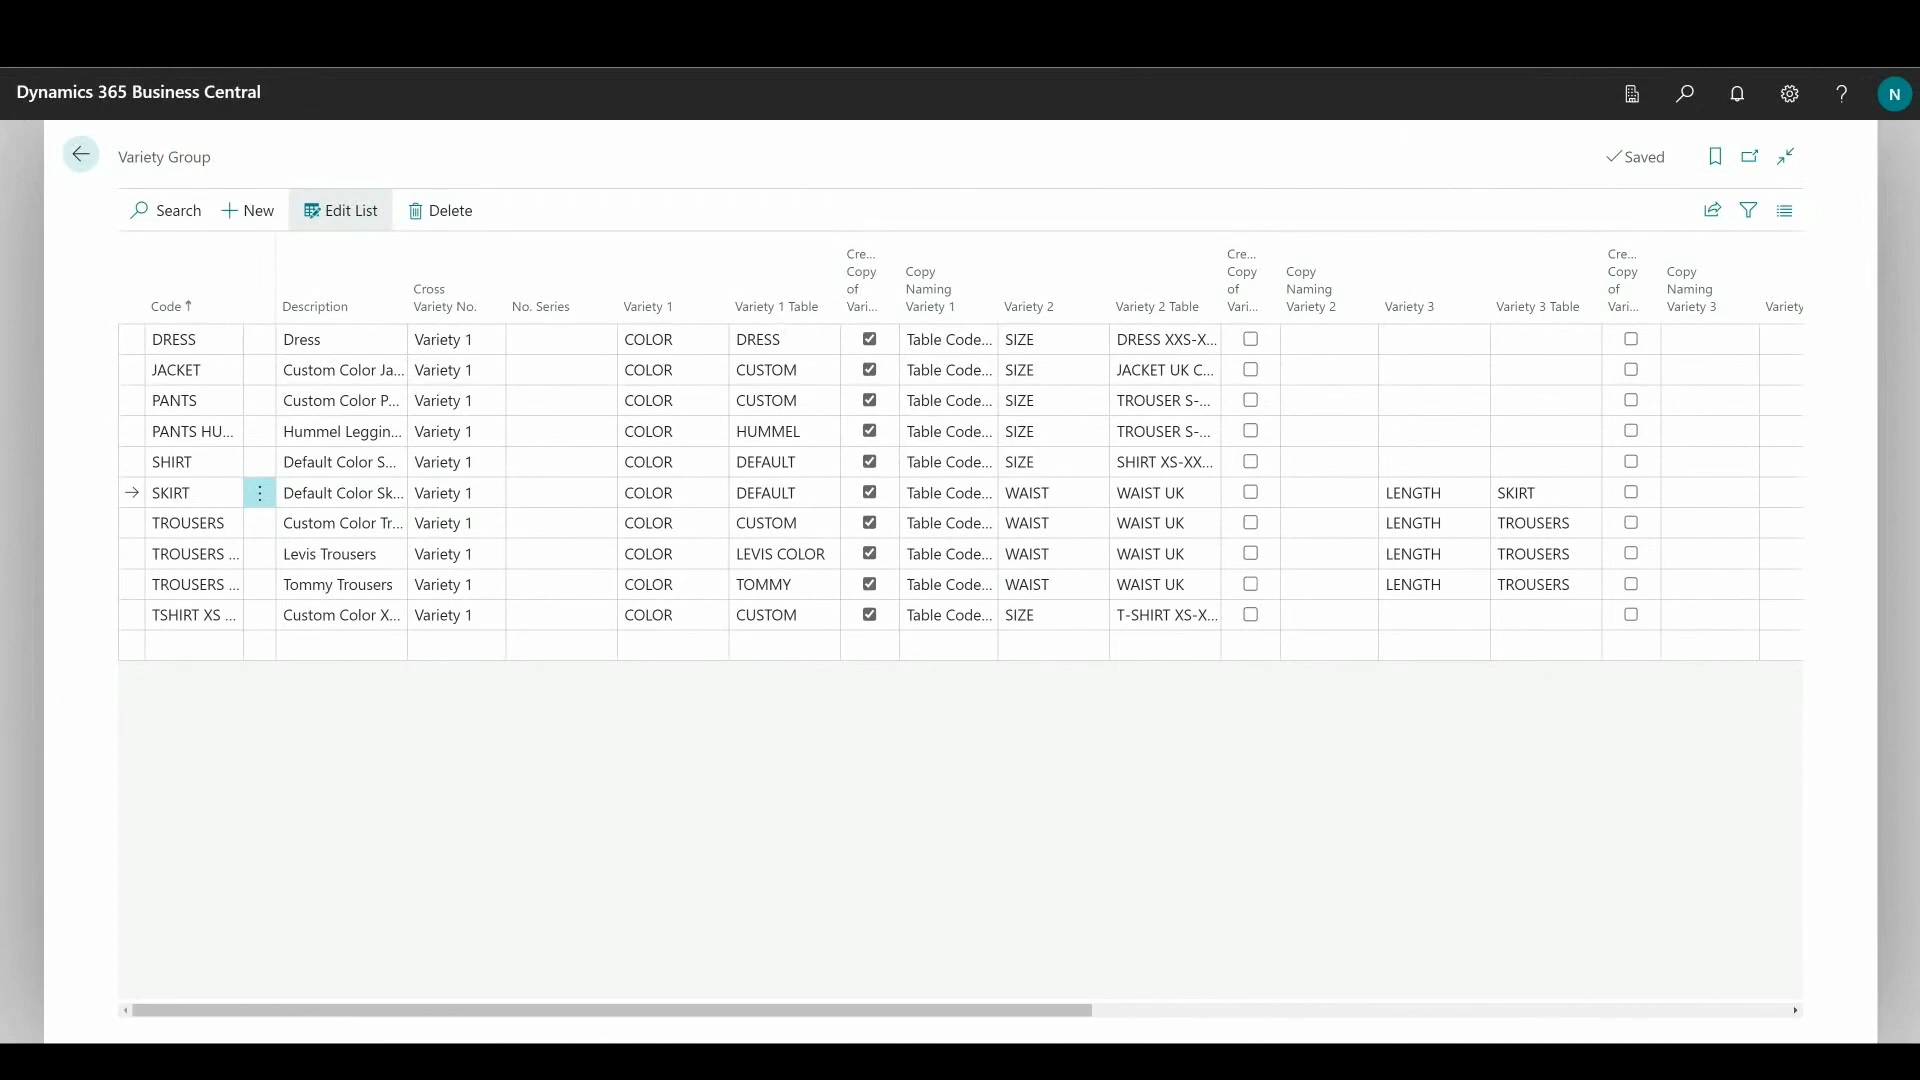 Dynamics 365 Business Central
N
Variety Group
Saved
Search New Edit List Delete
Code Description Cross Variety No. No. Series Variety 1 Variety 1 Table Cre... Copy of Vari... Copy Naming Variety 1 Variety 2 Variety 2 Table Cre... Copy of Vari... Copy Naming Variety 2 Variety 3 Variety 3 Table Cre... Copy of Vari... Copy Naming Variety 3 Variety
DRESS Dress Variety 1 COLOR DRESS Table Code... SIZE DRESS XXS-X...
JACKET Custom Color Ja... Variety 1 COLOR CUSTOM Table Code... SIZE JACKET UK C...
PANTS Custom Color P... Variety 1 COLOR CUSTOM Table Code... SIZE TROUSER S-...
PANTS HU... Hummel Leggin... Variety 1 COLOR HUMMEL Table Code... SIZE TROUSER S-...
SHIRT Default Color S... Variety 1 COLOR DEFAULT Table Code... SIZE SHIRT XS-XX...
SKIRT Default Color Sk... Variety 1 COLOR DEFAULT Table Code... WAIST WAIST UK LENGTH SKIRT
TROUSERS Custom Color Tr... Variety 1 COLOR CUSTOM Table Code... WAIST WAIST UK LENGTH TROUSERS
TROUSERS ... Levis Trousers Variety 1 COLOR LEVIS COLOR Table Code... WAIST WAIST UK LENGTH TROUSERS
TROUSERS ... Tommy Trousers Variety 1 COLOR TOMMY Table Code... WAIST WAIST UK LENGTH TROUSERS
TSHIRT XS ... Custom Color X... Variety 1 COLOR CUSTOM Table Code... SIZE T-SHIRT XS-X...